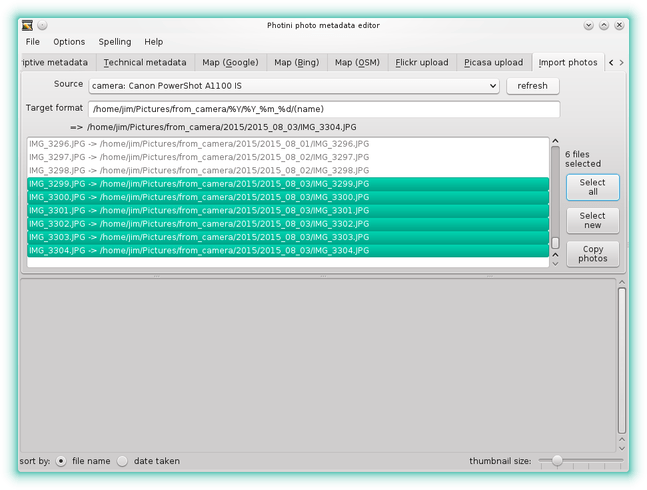 Photini photo metadata editor
File Options Spelling Help
iptive metadata Technical metadata Map (Google) Map (Bing) Map (OSM) Flickr upload Picasa upload Import photos
Source camera: Canon PowerShot A1100 IS refresh
Target format /home/jim/Pictures/from_camera/%Y/%Y_%m_%d/(name)
=> /home/jim/Pictures/from_camera/2015/2015_08_03/IMG_3304.JPG
IMG_3296.JPG -> /home/jim/Pictures/from_camera/2015/2015_08_01/IMG_3296.JPG
IMG_3297.JPG -> /home/jim/Pictures/from_camera/2015/2015_08_02/IMG_3297.JPG
IMG_3298.JPG -> /home/jim/Pictures/from_camera/2015/2015_08_02/IMG_3298.JPG
IMG_3299.JPG -> /home/jim/Pictures/from_camera/2015/2015_08_03/IMG_3299.JPG
IMG_3300.JPG -> /home/jim/Pictures/from_camera/2015/2015_08_03/IMG_3300.JPG
IMG_3301.JPG -> /home/jim/Pictures/from_camera/2015/2015_08_03/IMG_3301.JPG
IMG_3302.JPG -> /home/jim/Pictures/from_camera/2015/2015_08_03/IMG_3302.JPG
IMG_3303.JPG -> /home/jim/Pictures/from_camera/2015/2015_08_03/IMG_3303.JPG
IMG_3304.JPG -> /home/jim/Pictures/from_camera/2015/2015_08_03/IMG_3304.JPG
6 files
selected
Select
all
Select
new
Copy
photos
sort by: file name date taken thumbnail size: